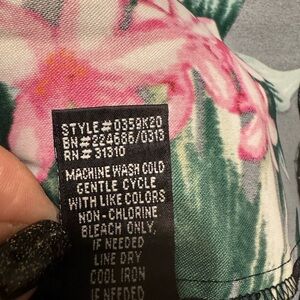 STYLE#0359K20
BN#224686/0313
RN#31310
MACHINE WASH COLD
GENTLE CYCLE
WITH LIKE COLORS
NON-CHLORINE
BLEACH ONLY,
IF NEEDED
LINE DRY
COOL IRON
IF NEEDED